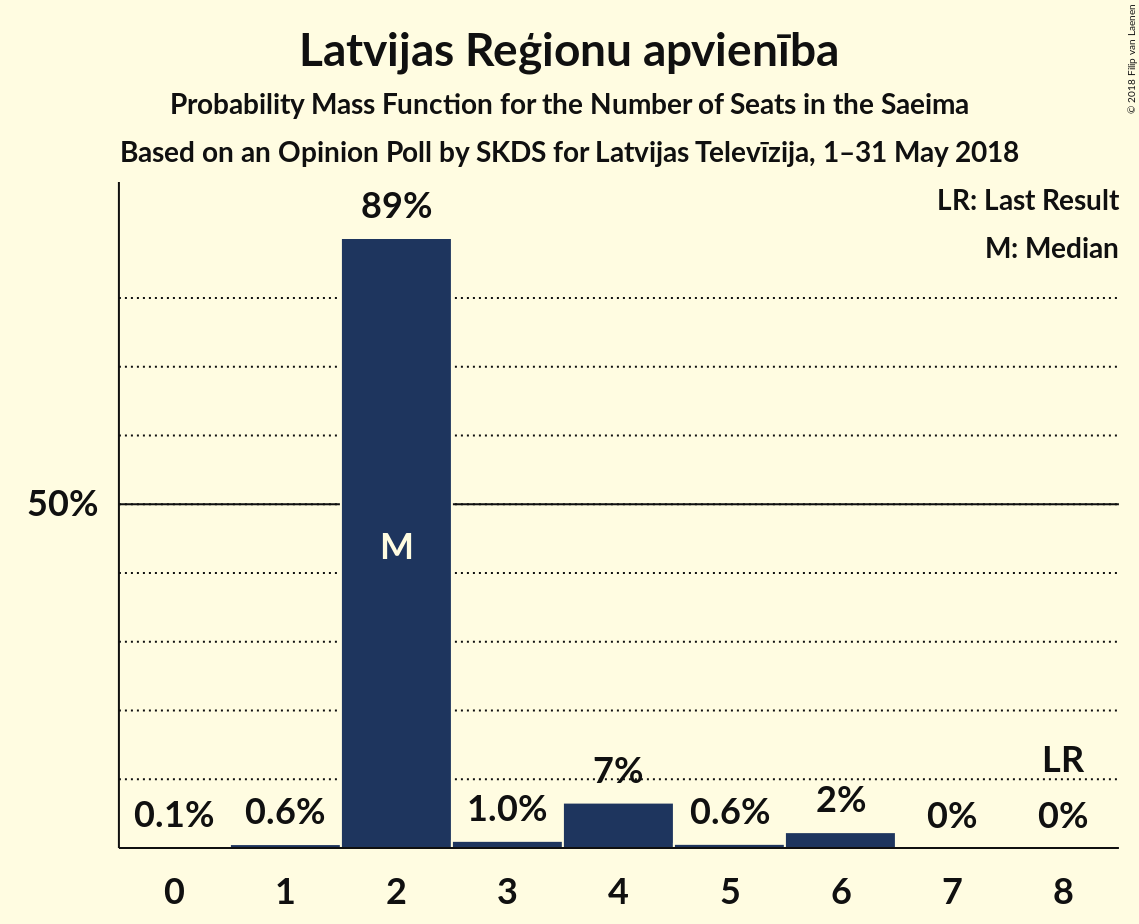 Latvijas Reģionu apvienība
Probability Mass Function for the Number of Seats in the Saeima
Based on an Opinion Poll by SKDS for Latvijas Televīzija, 1–31 May 2018
© 2018 Filip van Laenen
LR: Last Result
M: Median
89%
50%
M
LR
7%
0.1%
0.6%
1.0%
0.6%
2%
0%
0%
0 1 2 3 4 5 6 7 8